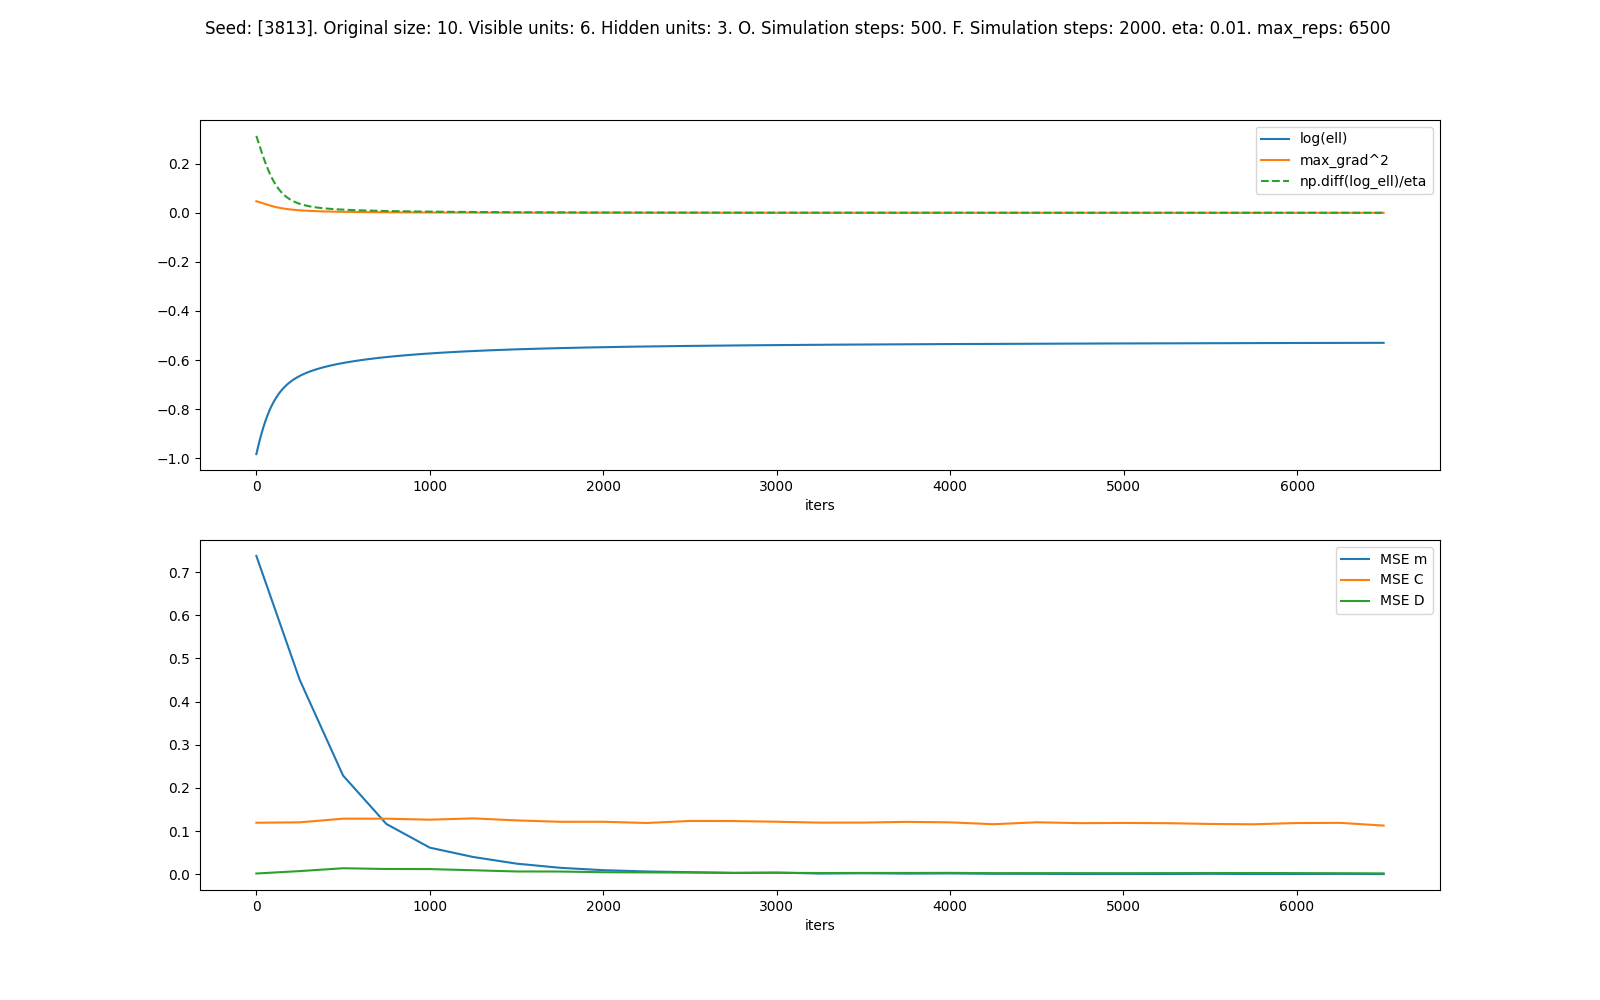 Seed: [3813]. Original size: 10. Visible units: 6. Hidden units: 3. O. Simulation steps: 500. F. Simulation steps: 2000. eta: 0.01. max_reps: 6500
log(ell)
max_grad^2
np.diff(log_ell)/eta
0.2
0.0
−0.2
−0.4
−0.6
−0.8
−1.0
0 1000 2000 3000 4000 5000 6000
iters
MSE m
MSE C
MSE D
0.7
0.6
0.5
0.4
0.3
0.2
0.1
0.0
0 1000 2000 3000 4000 5000 6000
iters